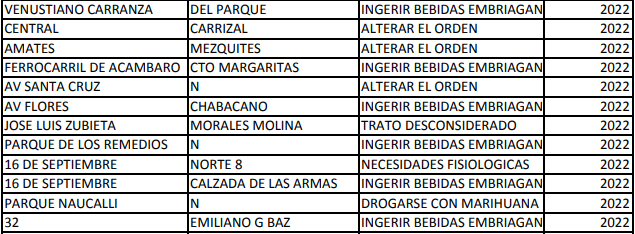 VENUSTIANO CARRANZA DEL PARQUE INGERIR BEBIDAS EMBRIAGAN 2022
CENTRAL CARRIZAL ALTERAR EL ORDEN 2022
AMATES MEZQUITES ALTERAR EL ORDEN 2022
FERROCARRIL DE ACAMBARO CTO MARGARITAS INGERIR BEBIDAS EMBRIAGAN 2022
AV SANTA CRUZ N ALTERAR EL ORDEN 2022
AV FLORES CHABACANO INGERIR BEBIDAS EMBRIAGAN 2022
JOSE LUIS ZUBIETA MORALES MOLINA TRATO DESCONSIDERADO 2022
PARQUE DE LOS REMEDIOS N INGERIR BEBIDAS EMBRIAGAN 2022
16 DE SEPTIEMBRE NORTE 8 NECESIDADES FISIOLOGICAS 2022
16 DE SEPTIEMBRE CALZADA DE LAS ARMAS INGERIR BEBIDAS EMBRIAGAN 2022
PARQUE NAUCALLI N DROGARSE CON MARIHUANA 2022
32 EMILIANO G BAZ INGERIR BEBIDAS EMBRIAGAN 2022